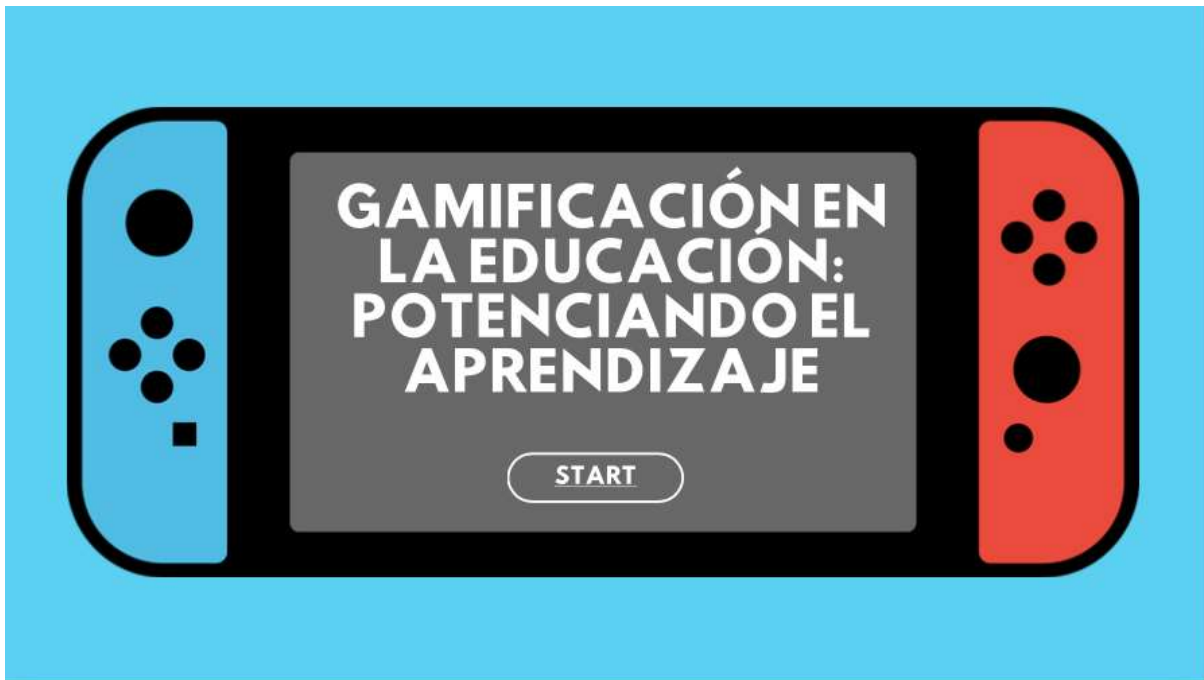 GAMIFICACIÓN EN
LA EDUCACIÓN:
POTENCIANDO EL
APRENDIZAJE
START